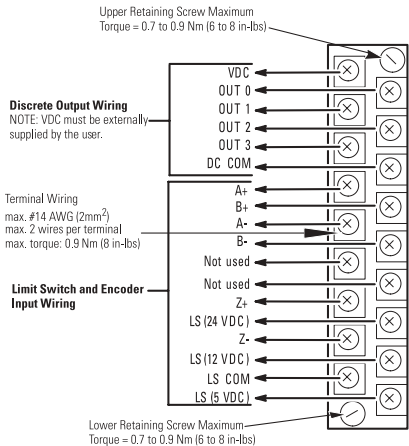 Upper Retaining Screw Maximum
Torque = 0.7 to 0.9 Nm (6 to 8 in-lbs)
Discrete Output Wiring
NOTE: VDC must be externally
supplied by the user.
VDC
OUT 0
OUT 1
OUT 2
OUT 3
DC COM
Terminal Wiring
max. #14 AWG (2mm²)
max. 2 wires per terminal
max. torque: 0.9 Nm (8 in-lbs)
Limit Switch and Encoder
Input Wiring
A+
B+
A-
B-
Not used
Not used
Z+
LS (24 VDC)
Z-
LS (12 VDC)
LS COM
LS (5 VDC)
Lower Retaining Screw Maximum
Torque = 0.7 to 0.9 Nm (6 to 8 in-lbs)